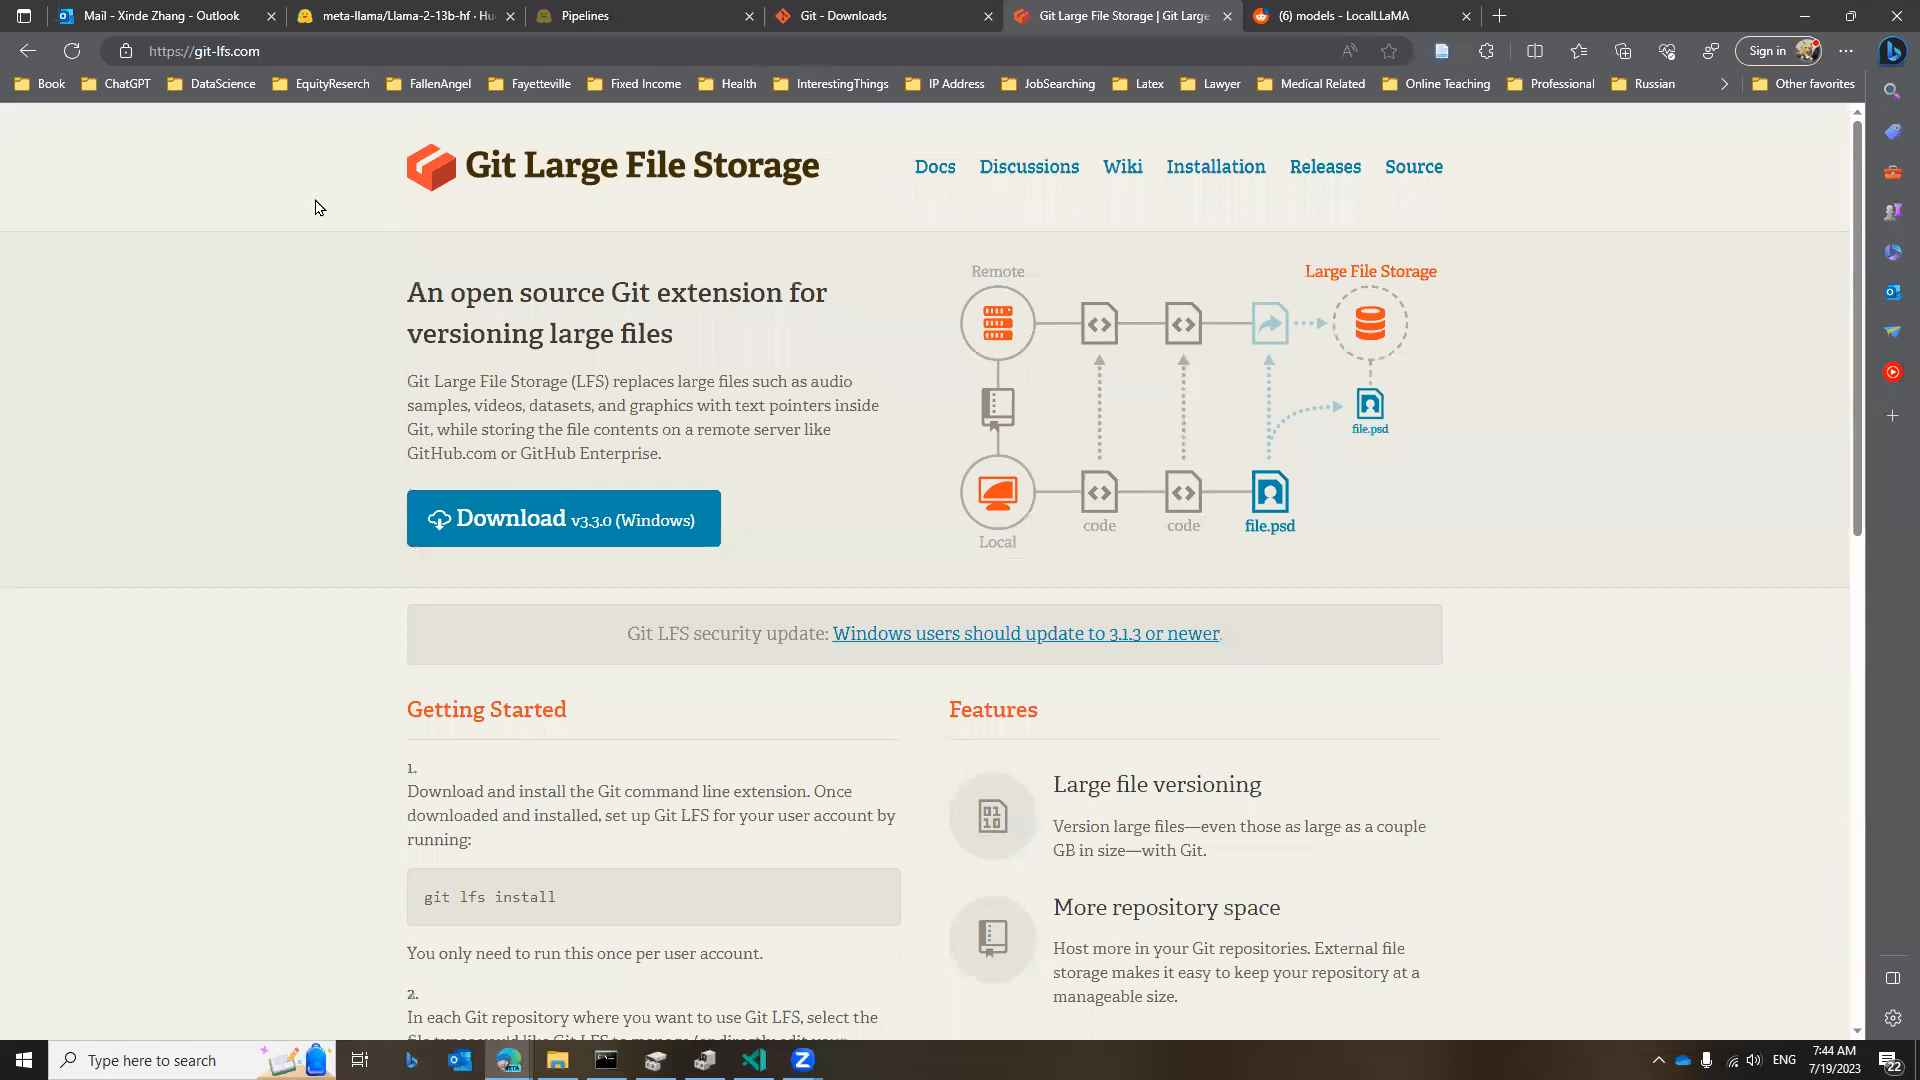 Mail - Xinde Zhang - Outlook
meta-llama/Llama-2-13b-hf · Hu
Pipelines
Git - Downloads
Git Large File Storage | Git Large
(6) models - LocalLLaMA
https://git-lfs.com
Sign in
Book
ChatGPT
DataScience
EquityReserch
FallenAngel
Fayetteville
Fixed Income
Health
InterestingThings
IP Address
JobSearching
Latex
Lawyer
Medical Related
Online Teaching
Professional
Russian
Other favorites
Git Large File Storage
Docs
Discussions
Wiki
Installation
Releases
Source
An open source Git extension for
versioning large files
Git Large File Storage (LFS) replaces large files such as audio
samples, videos, datasets, and graphics with text pointers inside
Git, while storing the file contents on a remote server like
GitHub.com or GitHub Enterprise.
Download v3.3.0 (Windows)
Remote
Large File Storage
file.psd
code
code
file.psd
Local
Git LFS security update: Windows users should update to 3.1.3 or newer.
Getting Started
1.
Download and install the Git command line extension. Once
downloaded and installed, set up Git LFS for your user account by
running:
git lfs install
You only need to run this once per user account.
2.
In each Git repository where you want to use Git LFS, select the
Features
Large file versioning
Version large files—even those as large as a couple
GB in size—with Git.
More repository space
Host more in your Git repositories. External file
storage makes it easy to keep your repository at a
manageable size.
Type here to search
ENG
7:44 AM
7/19/2023
22